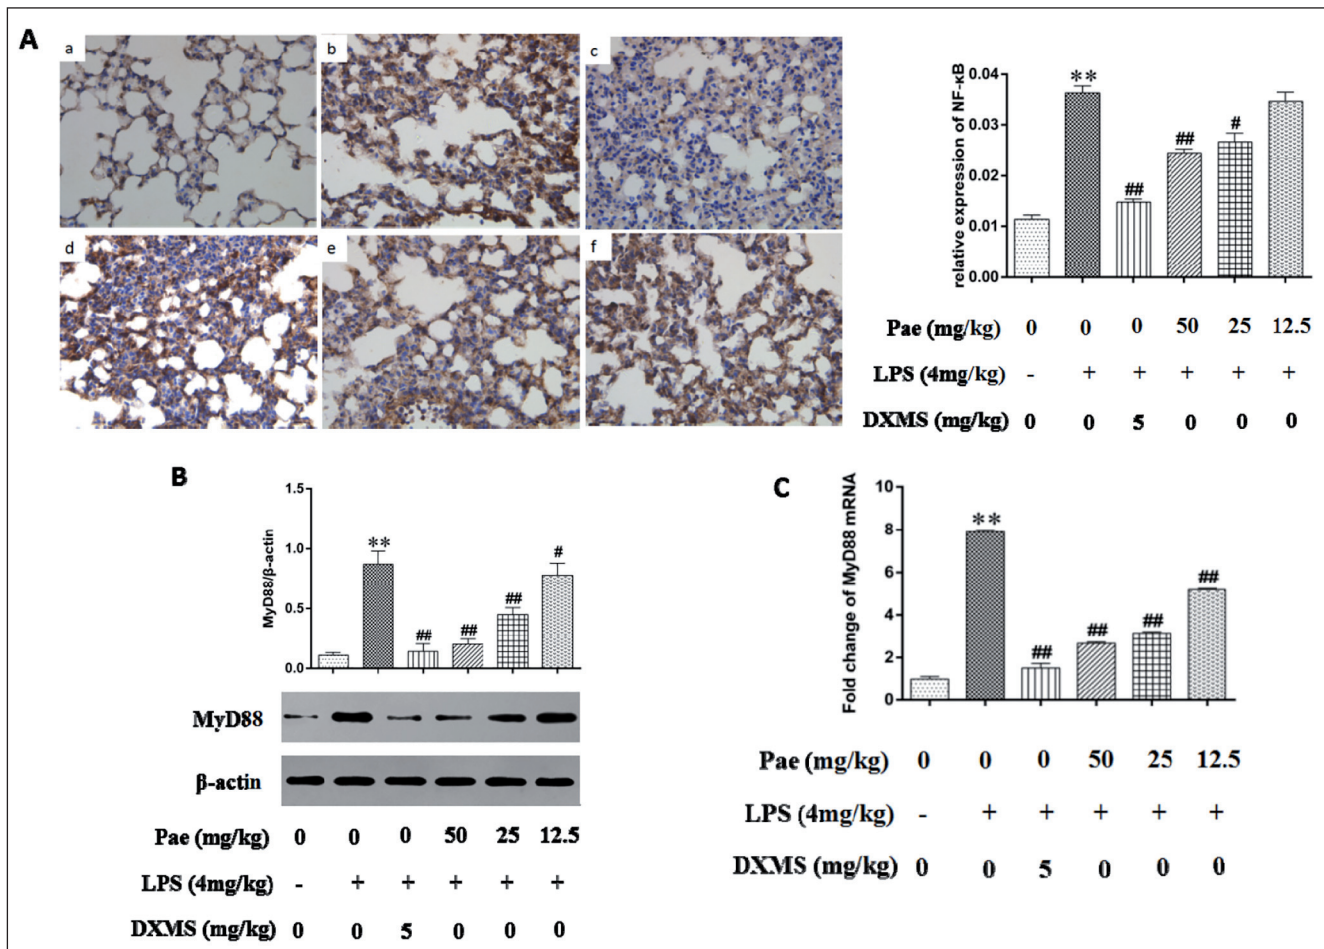 A
a
b
c
d
e
f
relative expression of NF-κB
0.04
0.03
0.02
0.01
0.00
**
##
##
#
Pae (mg/kg) 0 0 0 50 25 12.5
LPS (4mg/kg) - + + + + +
DXMS (mg/kg) 0 0 5 0 0 0
B
MyD88/β-actin
1.5
1.0
0.5
0.0
**
##
##
##
#
MyD88
β-actin
Pae (mg/kg) 0 0 0 50 25 12.5
LPS (4mg/kg) - + + + + +
DXMS (mg/kg) 0 0 5 0 0 0
C
Fold change of MyD88 mRNA
10
8
6
4
2
0
**
##
##
##
##
Pae (mg/kg) 0 0 0 50 25 12.5
LPS (4mg/kg) - + + + + +
DXMS (mg/kg) 0 0 5 0 0 0